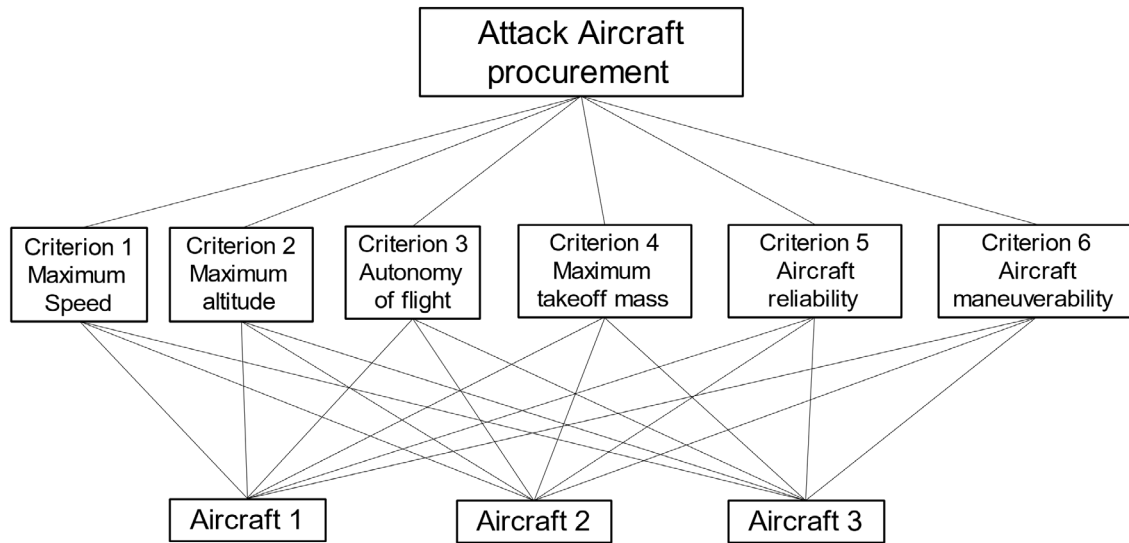 Attack Aircraft
procurement
Criterion 1
Maximum
Speed
Criterion 2
Maximum
altitude
Criterion 3
Autonomy
of flight
Criterion 4
Maximum
takeoff mass
Criterion 5
Aircraft
reliability
Criterion 6
Aircraft
maneuverability
Aircraft 1
Aircraft 2
Aircraft 3